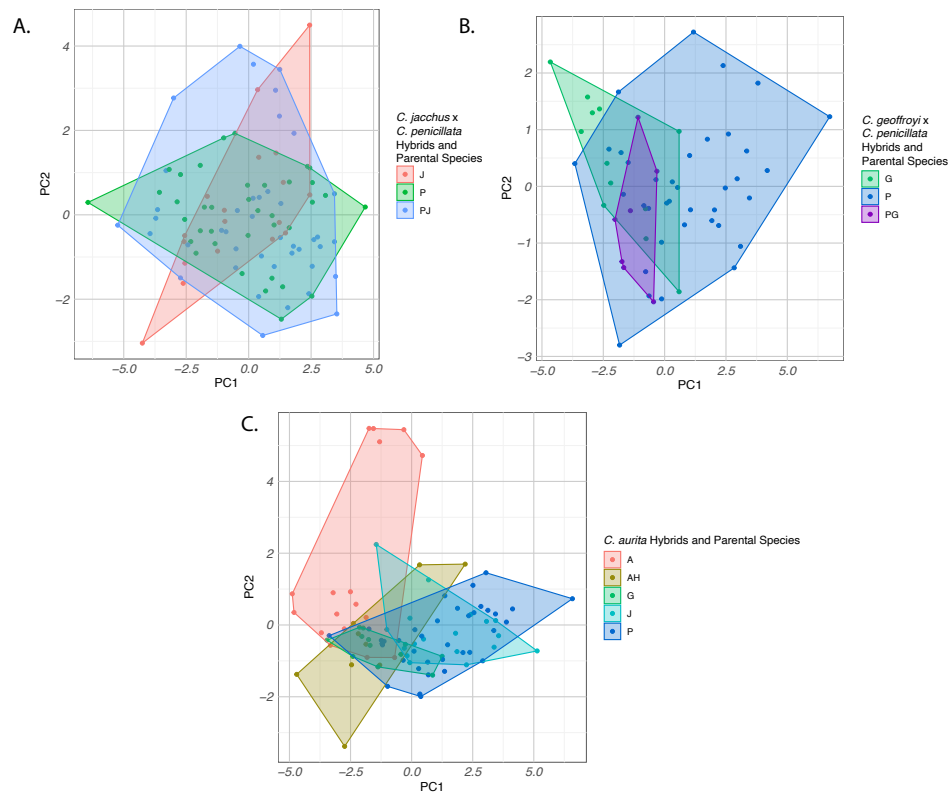 A.
4
2
0
−2
PC2
−5.0
−2.5
0.0
2.5
5.0
PC1
C. jacchus x
C. penicillata
Hybrids and
Parental Species
J
P
PJ
B.
2
1
0
−1
−2
−3
PC2
−5.0
−2.5
0.0
2.5
5.0
PC1
C. geoffroyi x
C. penicillata
Hybrids and
Parental Species
G
P
PG
C.
4
2
0
−2
PC2
−5.0
−2.5
0.0
2.5
5.0
PC1
C. aurita Hybrids and Parental Species
A
AH
G
J
P